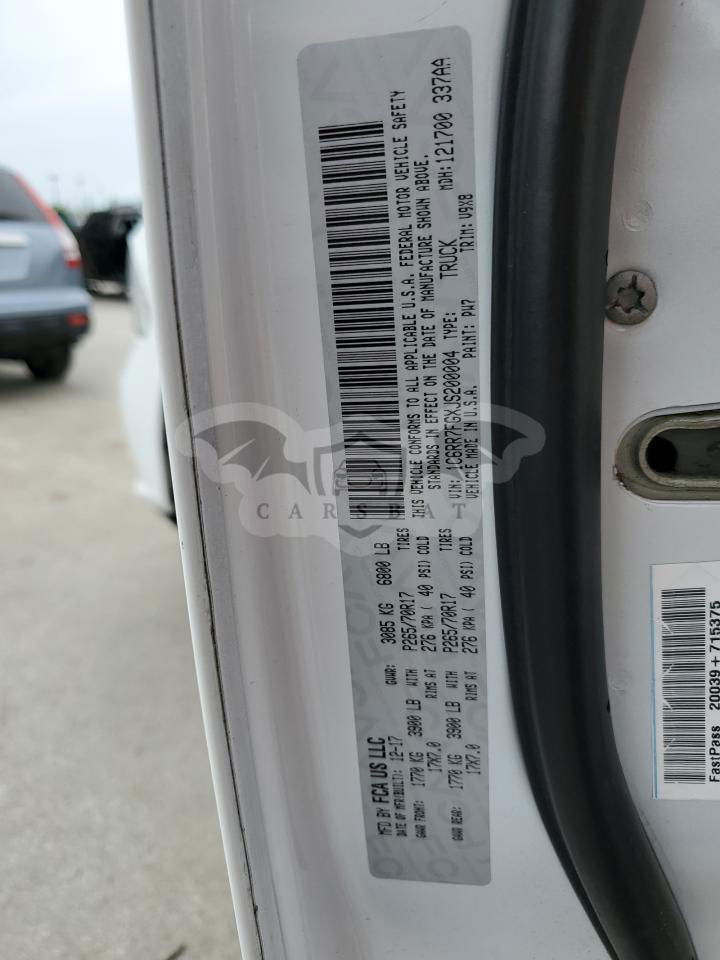 MFD BY FCA US LLC
DATE OF MFR(BUILT): 12-17 GVWR: 3085 KG 6800 LB
GAWR FRONT: 1770 KG 3900 LB WITH P265/70R17 TIRES
17X7.0 RIMS AT 276 KPA ( 40 PSI) COLD
GAWR REAR: 1770 KG 3900 LB WITH P265/70R17 TIRES
17X7.0 RIMS AT 276 KPA ( 40 PSI) COLD
THIS VEHICLE CONFORMS TO ALL APPLICABLE U.S.A. FEDERAL MOTOR VEHICLE SAFETY
STANDARDS IN EFFECT ON THE DATE OF MANUFACTURE SHOWN ABOVE.
VIN: 1C6RR7FGXJS200004 TYPE: TRUCK MDH: 121700 337AA
VEHICLE MADE IN U.S.A. PAINT: PW7 TRIM: V9X8
CARSBAT
20039 + 715375
FastPass